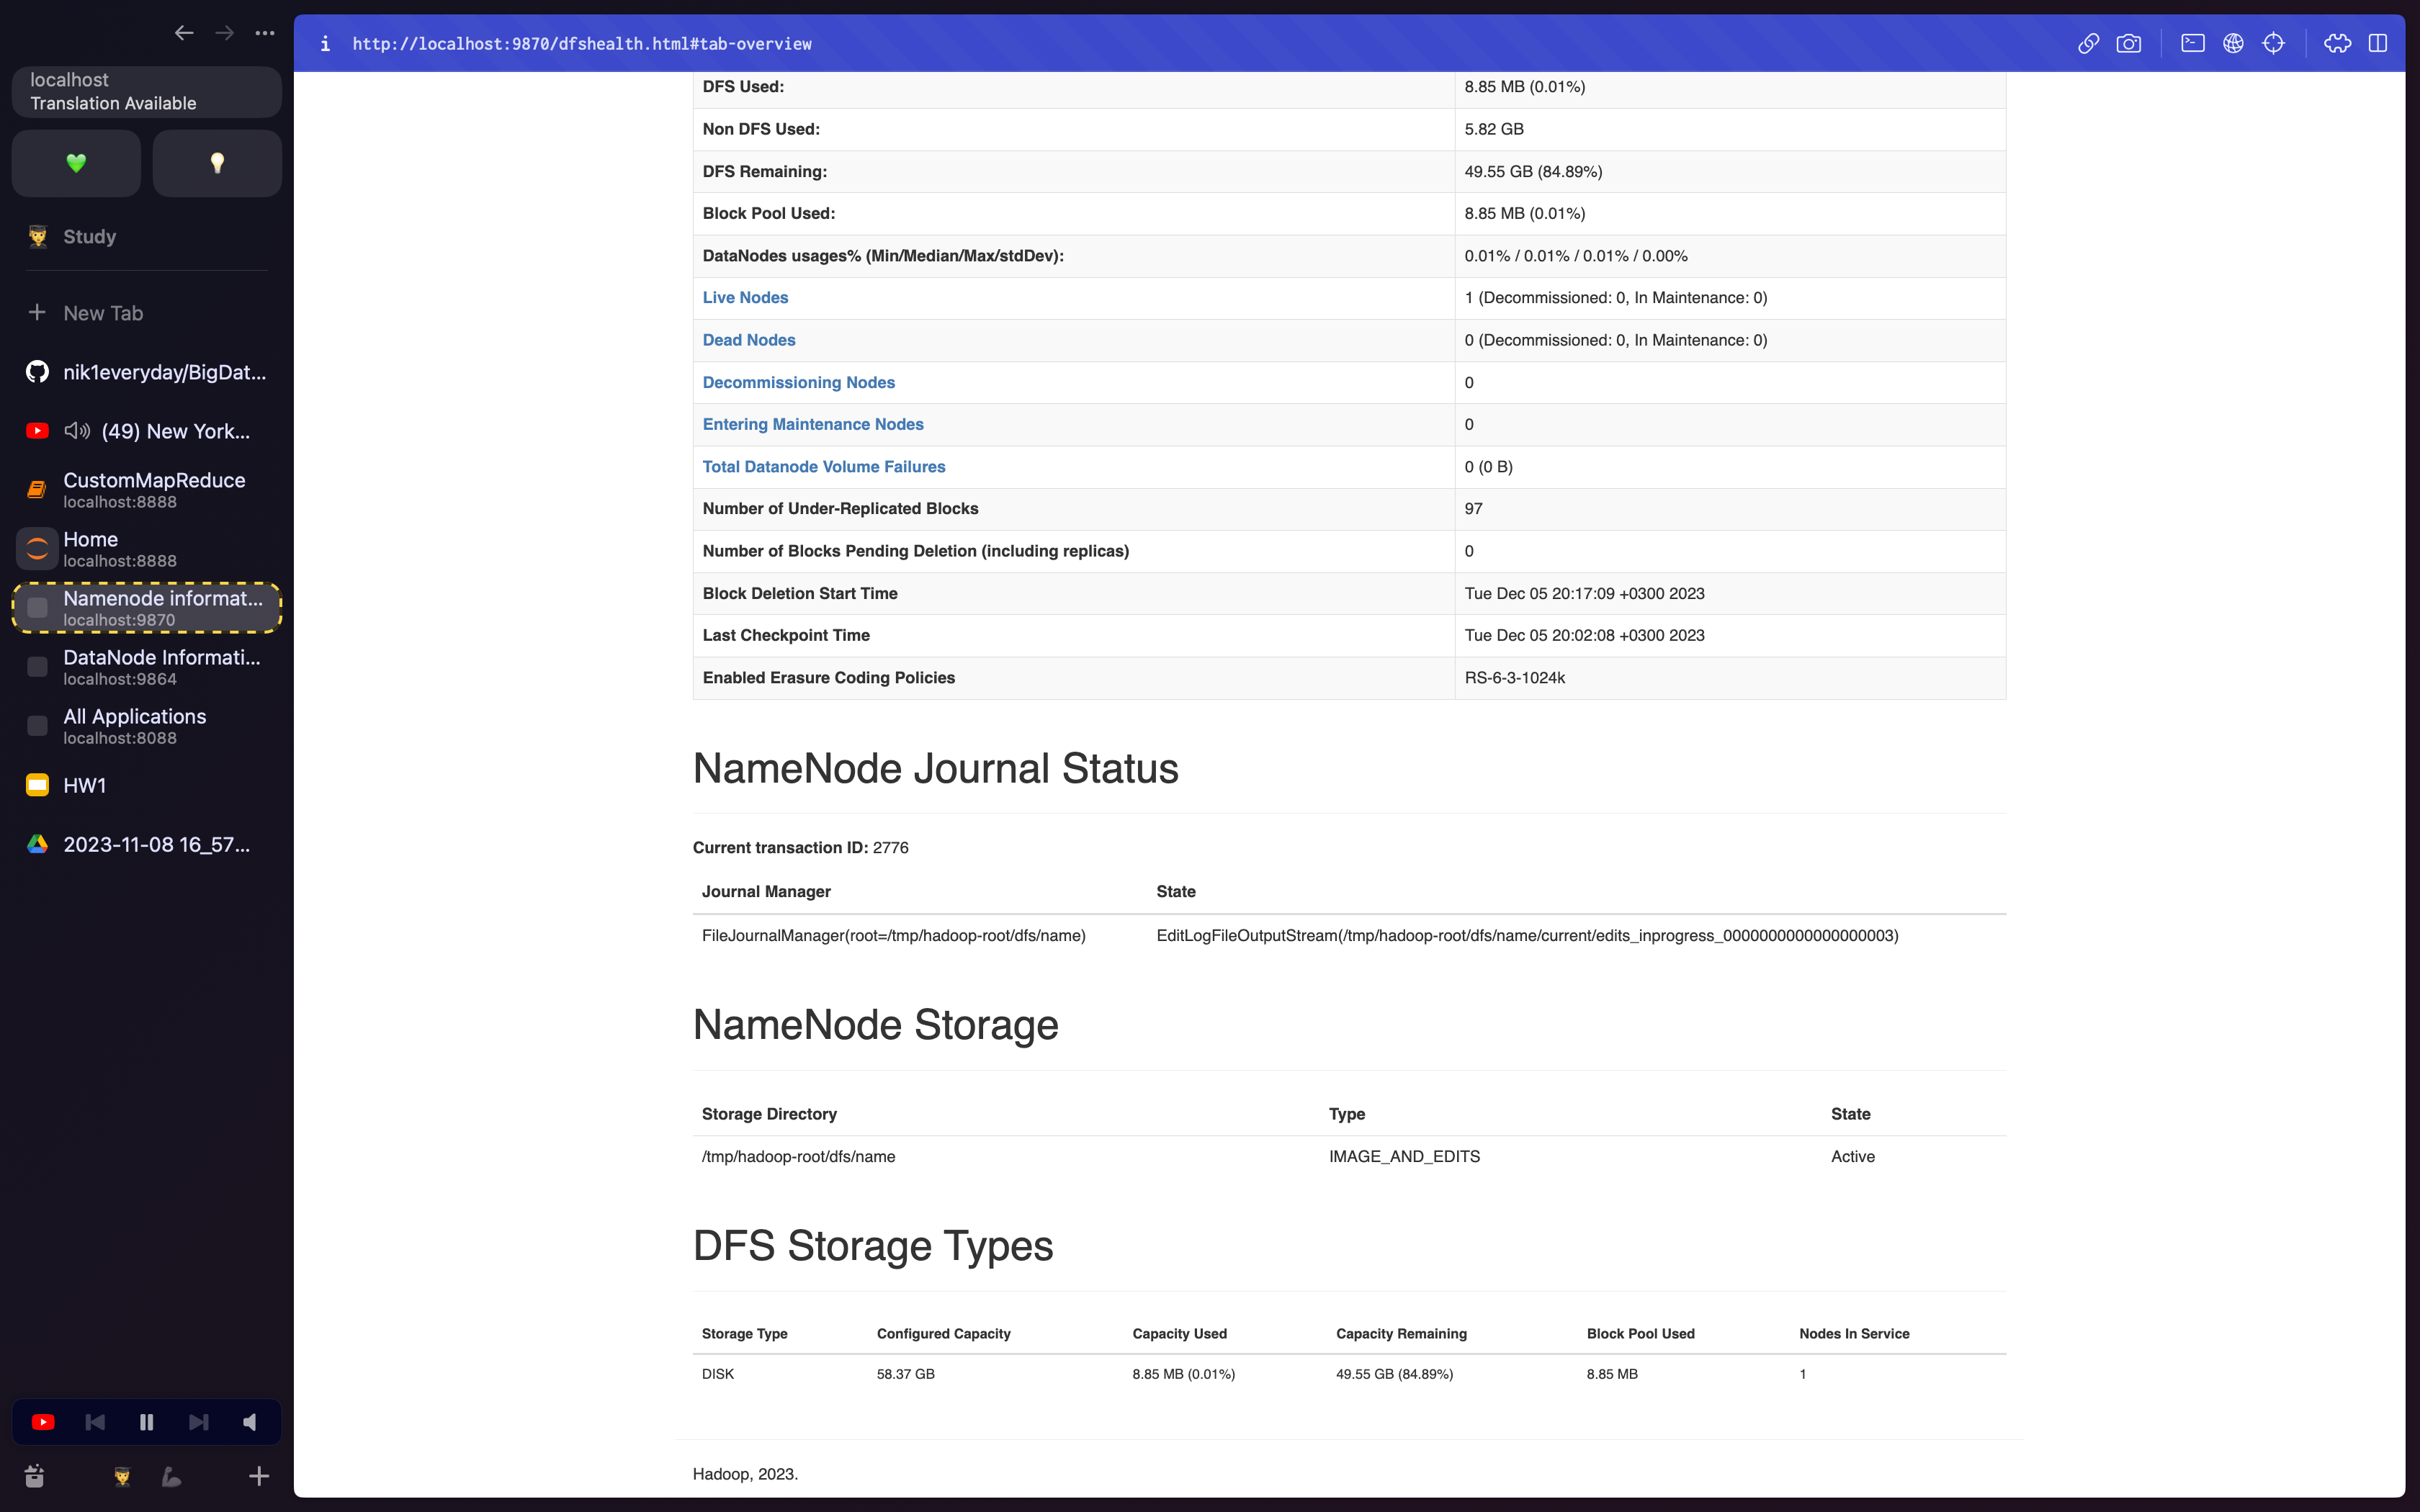 i http://localhost:9870/dfshealth.html#tab-overview
localhost
Translation Available
Study
New Tab
nik1everyday/BigDat...
(49) New York...
CustomMapReduce
localhost:8888
Home
localhost:8888
Namenode informat...
localhost:9870
DataNode Informati...
localhost:9864
All Applications
localhost:8088
HW1
2023-11-08 16_57...
DFS Used: 8.85 MB (0.01%)
Non DFS Used: 5.82 GB
DFS Remaining: 49.55 GB (84.89%)
Block Pool Used: 8.85 MB (0.01%)
DataNodes usages% (Min/Median/Max/stdDev): 0.01% / 0.01% / 0.01% / 0.00%
Live Nodes 1 (Decommissioned: 0, In Maintenance: 0)
Dead Nodes 0 (Decommissioned: 0, In Maintenance: 0)
Decommissioning Nodes 0
Entering Maintenance Nodes 0
Total Datanode Volume Failures 0 (0 B)
Number of Under-Replicated Blocks 97
Number of Blocks Pending Deletion (including replicas) 0
Block Deletion Start Time Tue Dec 05 20:17:09 +0300 2023
Last Checkpoint Time Tue Dec 05 20:02:08 +0300 2023
Enabled Erasure Coding Policies RS-6-3-1024k
NameNode Journal Status
Current transaction ID: 2776
Journal Manager State
FileJournalManager(root=/tmp/hadoop-root/dfs/name) EditLogFileOutputStream(/tmp/hadoop-root/dfs/name/current/edits_inprogress_0000000000000000003)
NameNode Storage
Storage Directory Type State
/tmp/hadoop-root/dfs/name IMAGE_AND_EDITS Active
DFS Storage Types
Storage Type Configured Capacity Capacity Used Capacity Remaining Block Pool Used Nodes In Service
DISK 58.37 GB 8.85 MB (0.01%) 49.55 GB (84.89%) 8.85 MB 1
Hadoop, 2023.